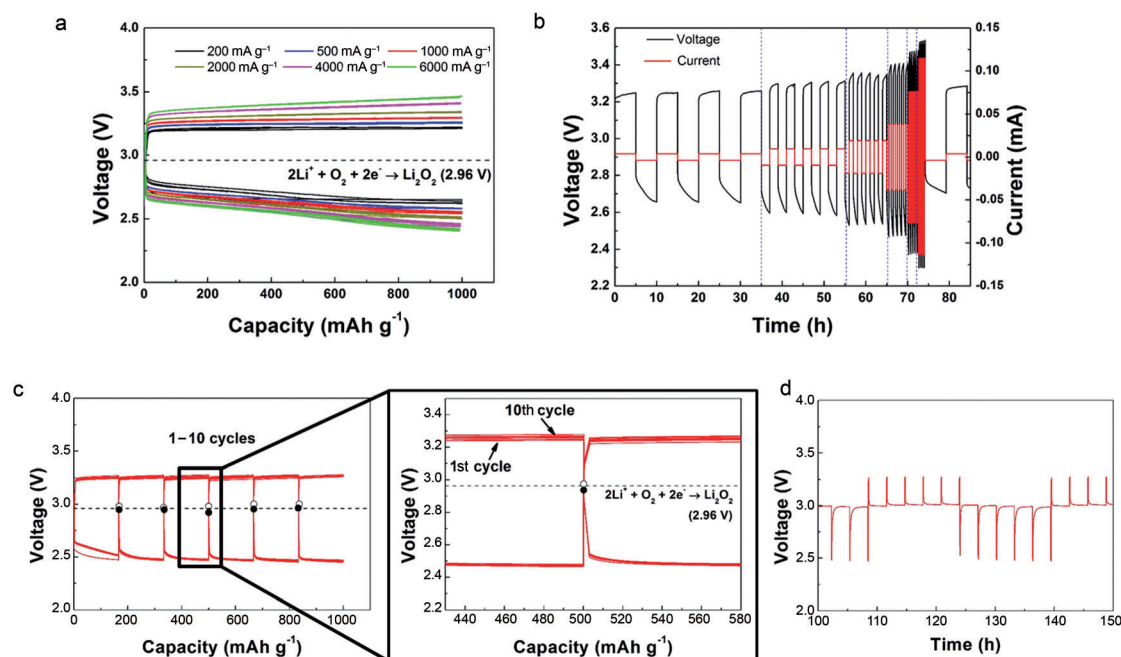 a
4.0
3.5
3.0
2.5
2.0
Voltage (V)
200 mA g⁻¹ 500 mA g⁻¹ 1000 mA g⁻¹
2000 mA g⁻¹ 4000 mA g⁻¹ 6000 mA g⁻¹
2Li⁺ + O₂ + 2e⁻ → Li₂O₂ (2.96 V)
0 200 400 600 800 1000
Capacity (mAh g⁻¹)
b
3.6
3.4
3.2
3.0
2.8
2.6
2.4
2.2
Voltage (V)
Voltage
Current
0.15
0.10
0.05
0.00
-0.05
-0.10
-0.15
Current (mA)
0 10 20 30 40 50 60 70 80
Time (h)
c
4.0
3.5
3.0
2.5
2.0
Voltage (V)
1–10 cycles
0 200 400 600 800 1000
Capacity (mAh g⁻¹)
3.4
3.2
3.0
2.8
2.6
2.4
2.2
Voltage (V)
10th cycle
1st cycle
2Li⁺ + O₂ + 2e⁻ → Li₂O₂
(2.96 V)
440 460 480 500 520 540 560 580
Capacity (mAh g⁻¹)
d
4.0
3.5
3.0
2.5
2.0
Voltage (V)
100 110 120 130 140 150
Time (h)